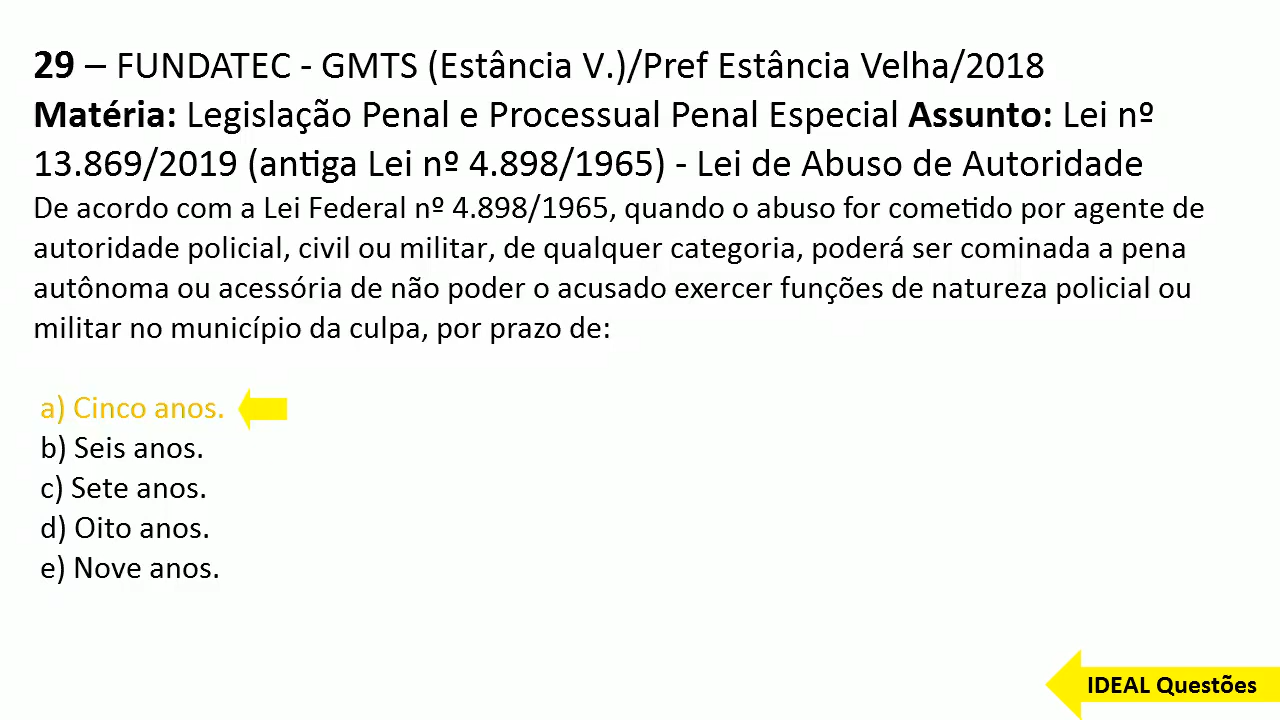 29 – FUNDATEC - GMTS (Estância V.)/Pref Estância Velha/2018
Matéria: Legislação Penal e Processual Penal Especial Assunto: Lei nº
13.869/2019 (antiga Lei nº 4.898/1965) - Lei de Abuso de Autoridade
De acordo com a Lei Federal nº 4.898/1965, quando o abuso for cometido por agente de
autoridade policial, civil ou militar, de qualquer categoria, poderá ser cominada a pena
autônoma ou acessória de não poder o acusado exercer funções de natureza policial ou
militar no município da culpa, por prazo de:
a) Cinco anos.
b) Seis anos.
c) Sete anos.
d) Oito anos.
e) Nove anos.
IDEAL Questões